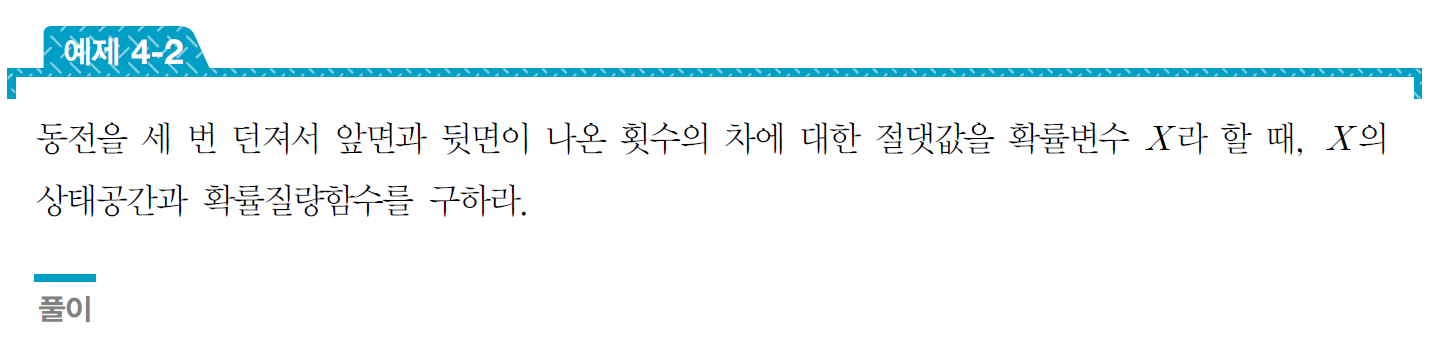 예제 4-2
동전을 세 번 던져서 앞면과 뒷면이 나온 횟수의 차에 대한 절댓값을 확률변수 X라 할 때, X의
상태공간과 확률질량함수를 구하라.
풀이